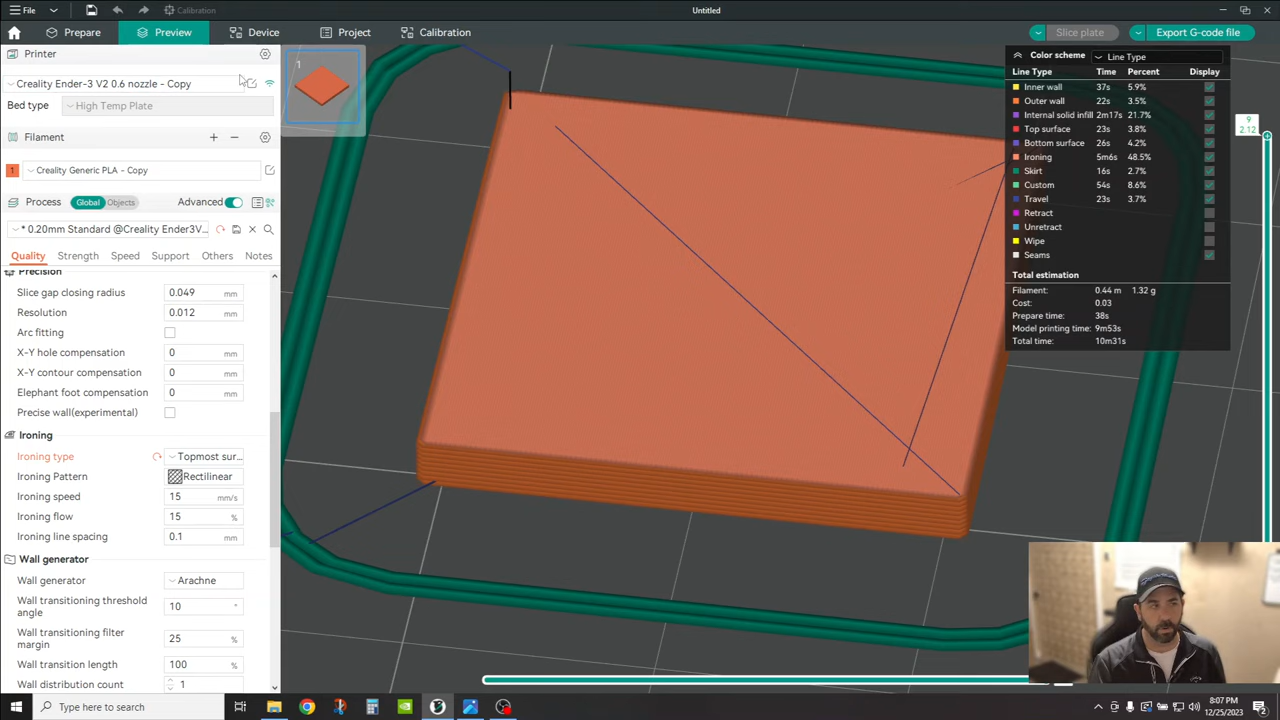 File
Calibration
Untitled
Prepare
Preview
Device
Project
Calibration
Slice plate
Export G-code file
Printer
Creality Ender-3 V2 0.6 nozzle - Copy
Bed type
High Temp Plate
Filament
1
Creality Generic PLA - Copy
Process
Global
Objects
Advanced
* 0.20mm Standard @Creality Ender3V...
Quality
Strength
Speed
Support
Others
Notes
Precision
Slice gap closing radius 0.049 mm
Resolution 0.012 mm
Arc fitting
X-Y hole compensation 0 mm
X-Y contour compensation 0 mm
Elephant foot compensation 0 mm
Precise wall(experimental)
Ironing
Ironing type Topmost sur...
Ironing Pattern Rectilinear
Ironing speed 15 mm/s
Ironing flow 15 %
Ironing line spacing 0.1 mm
Wall generator
Wall generator Arachne
Wall transitioning threshold
angle 10 °
Wall transitioning filter
margin 25 %
Wall transition length 100 %
Wall distribution count 1
1
Color scheme Line Type
Line Type Time Percent Display
Inner wall 37s 5.9%
Outer wall 22s 3.5%
Internal solid infill 2m17s 21.7%
Top surface 23s 3.8%
Bottom surface 26s 4.2%
Ironing 5m6s 48.5%
Skirt 16s 2.7%
Custom 54s 8.6%
Travel 23s 3.7%
Retract
Unretract
Wipe
Seams
Total estimation
Filament: 0.44 m 1.32 g
Cost: 0.03
Prepare time: 38s
Model printing time: 9m53s
Total time: 10m31s
9
2.12
Type here to search
8:07 PM
12/25/2023
2